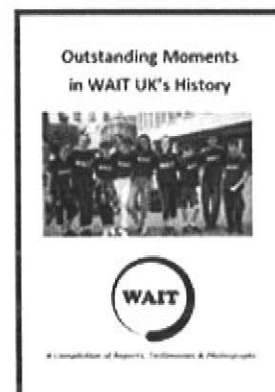 Outstanding Moments
in WAIT UK's History
WAIT
A compilation of Reports, Testimonies & Photographs